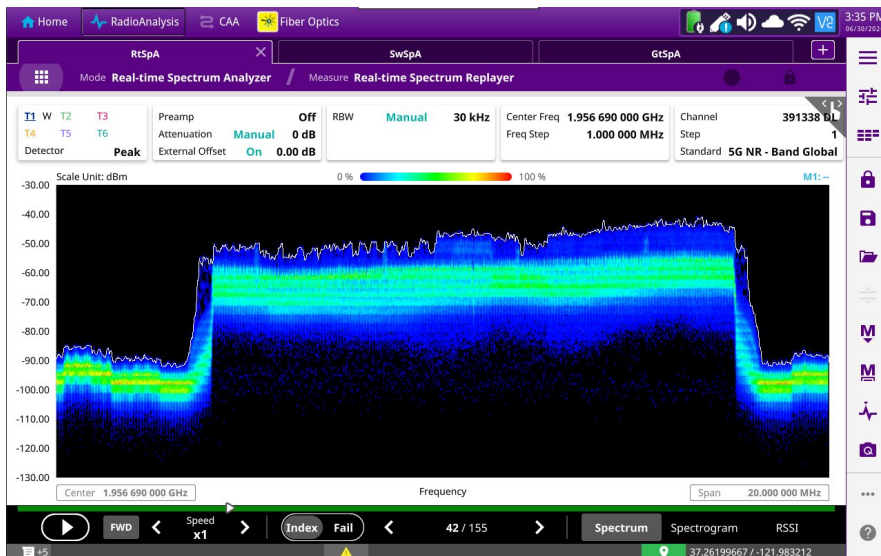 Home RadioAnalysis CAA Fiber Optics V2 3:35 PM
RtSpA SwSpA GtSpA
Mode Real-time Spectrum Analyzer / Measure Real-time Spectrum Replayer
T1 W T2 T3
T4 T5 T6
Detector Peak
Preamp Off
Attenuation Manual 0 dB
External Offset On 0.00 dB
RBW Manual 30 kHz
Center Freq 1.956 690 000 GHz
Freq Step 1.000 000 MHz
Channel 391338 DL
Step 1
Standard 5G NR - Band Global
Scale Unit: dBm 0 % 100 % M1: --
-30.00
-40.00
-50.00
-60.00
-70.00
-80.00
-90.00
-100.00
-110.00
-120.00
-130.00
Center 1.956 690 000 GHz Frequency Span 20.000 000 MHz
FWD Speed x1 Index Fail 42 / 155 Spectrum Spectrogram RSSI
+5 37.26199667 / -121.983212
M
M